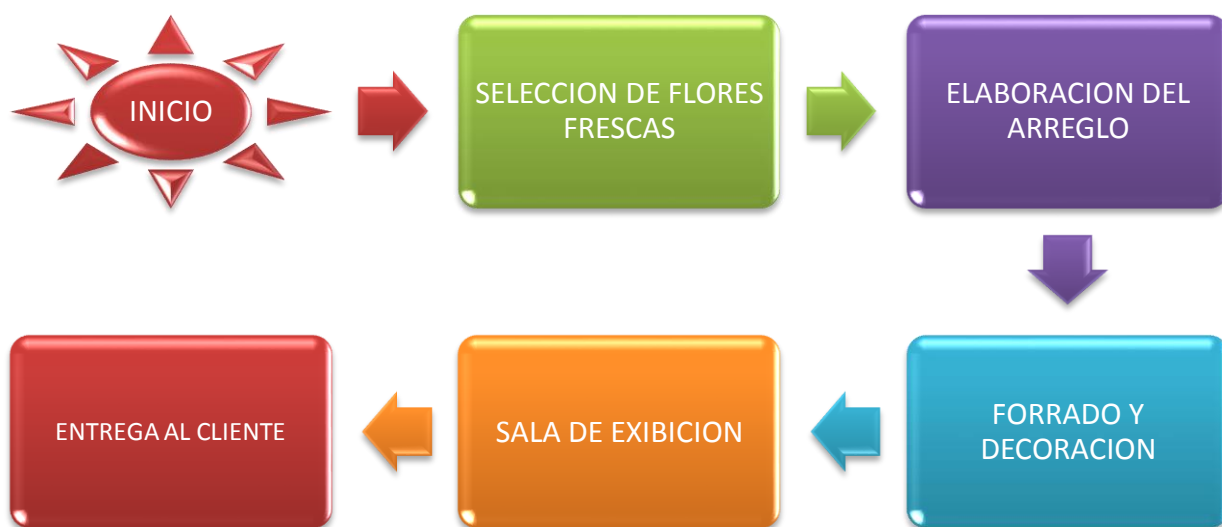 INICIO
SELECCION DE FLORES
FRESCAS
ELABORACION DEL
ARREGLO
FORRADO Y
DECORACION
SALA DE EXIBICION
ENTREGA AL CLIENTE